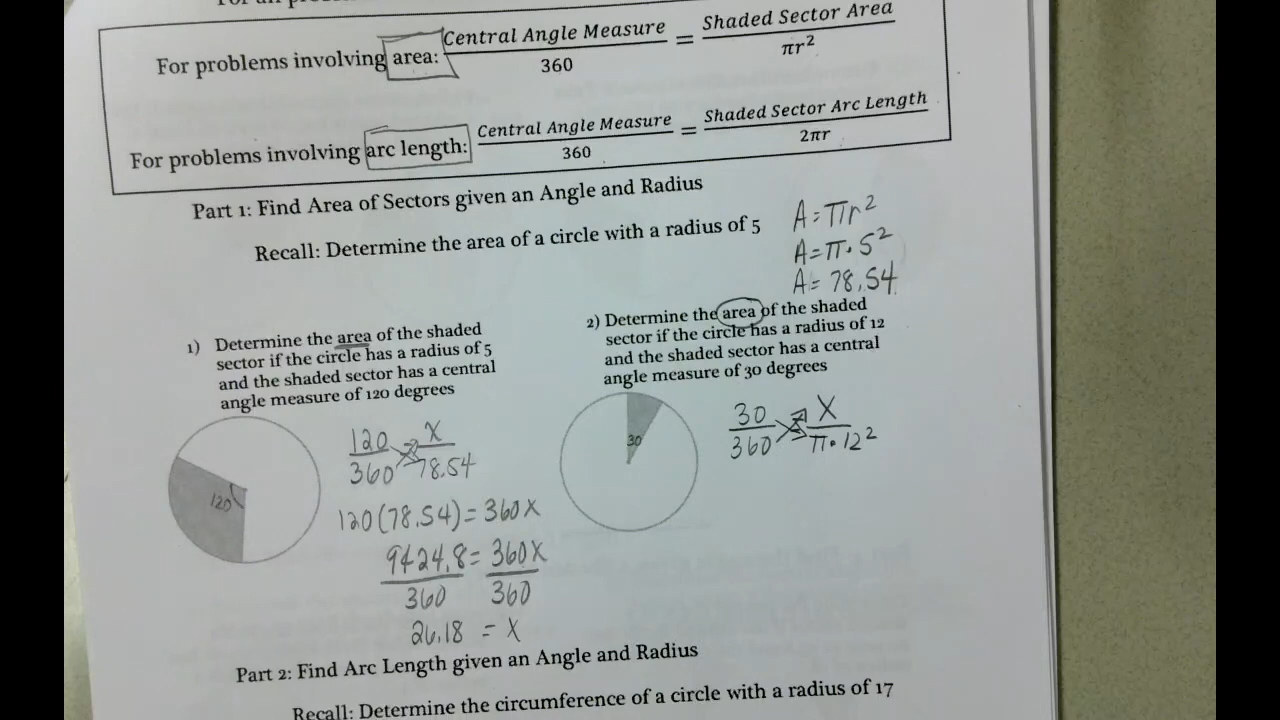 For all
For problems involving area: Central Angle Measure / 360 = Shaded Sector Area / πr²
For problems involving arc length: Central Angle Measure / 360 = Shaded Sector Arc Length / 2πr
Part 1: Find Area of Sectors given an Angle and Radius
Recall: Determine the area of a circle with a radius of 5
A=πr²
A=π·5²
A=78.54
1) Determine the area of the shaded
sector if the circle has a radius of 5
and the shaded sector has a central
angle measure of 120 degrees
120
120/360 X/78.54
120(78.54)=360X
9424.8=360X
360 360
26.18 = X
2) Determine the area of the shaded
sector if the circle has a radius of 12
and the shaded sector has a central
angle measure of 30 degrees
30
30/360 X/π·12²
Part 2: Find Arc Length given an Angle and Radius
Recall: Determine the circumference of a circle with a radius of 17